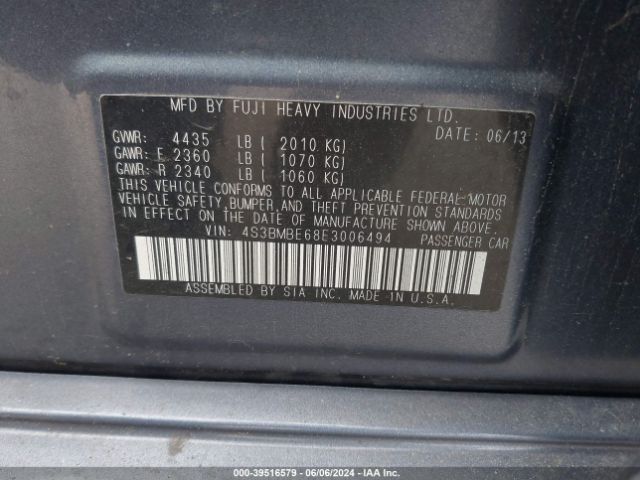 MFD BY FUJI HEAVY INDUSTRIES LTD.
DATE: 06/13
GVWR: 4435 LB ( 2010 KG)
GAWR: F 2360 LB ( 1070 KG)
GAWR: R 2340 LB ( 1060 KG)
THIS VEHICLE CONFORMS TO ALL APPLICABLE FEDERAL MOTOR
VEHICLE SAFETY, BUMPER, AND THEFT PREVENTION STANDARDS
IN EFFECT ON THE DATE OF MANUFACTURE SHOWN ABOVE.
VIN: 4S3BMBE68E3006494 PASSENGER CAR
ASSEMBLED BY SIA INC. MADE IN U.S.A.
000-39516579 - 06/06/2024 - IAA Inc.